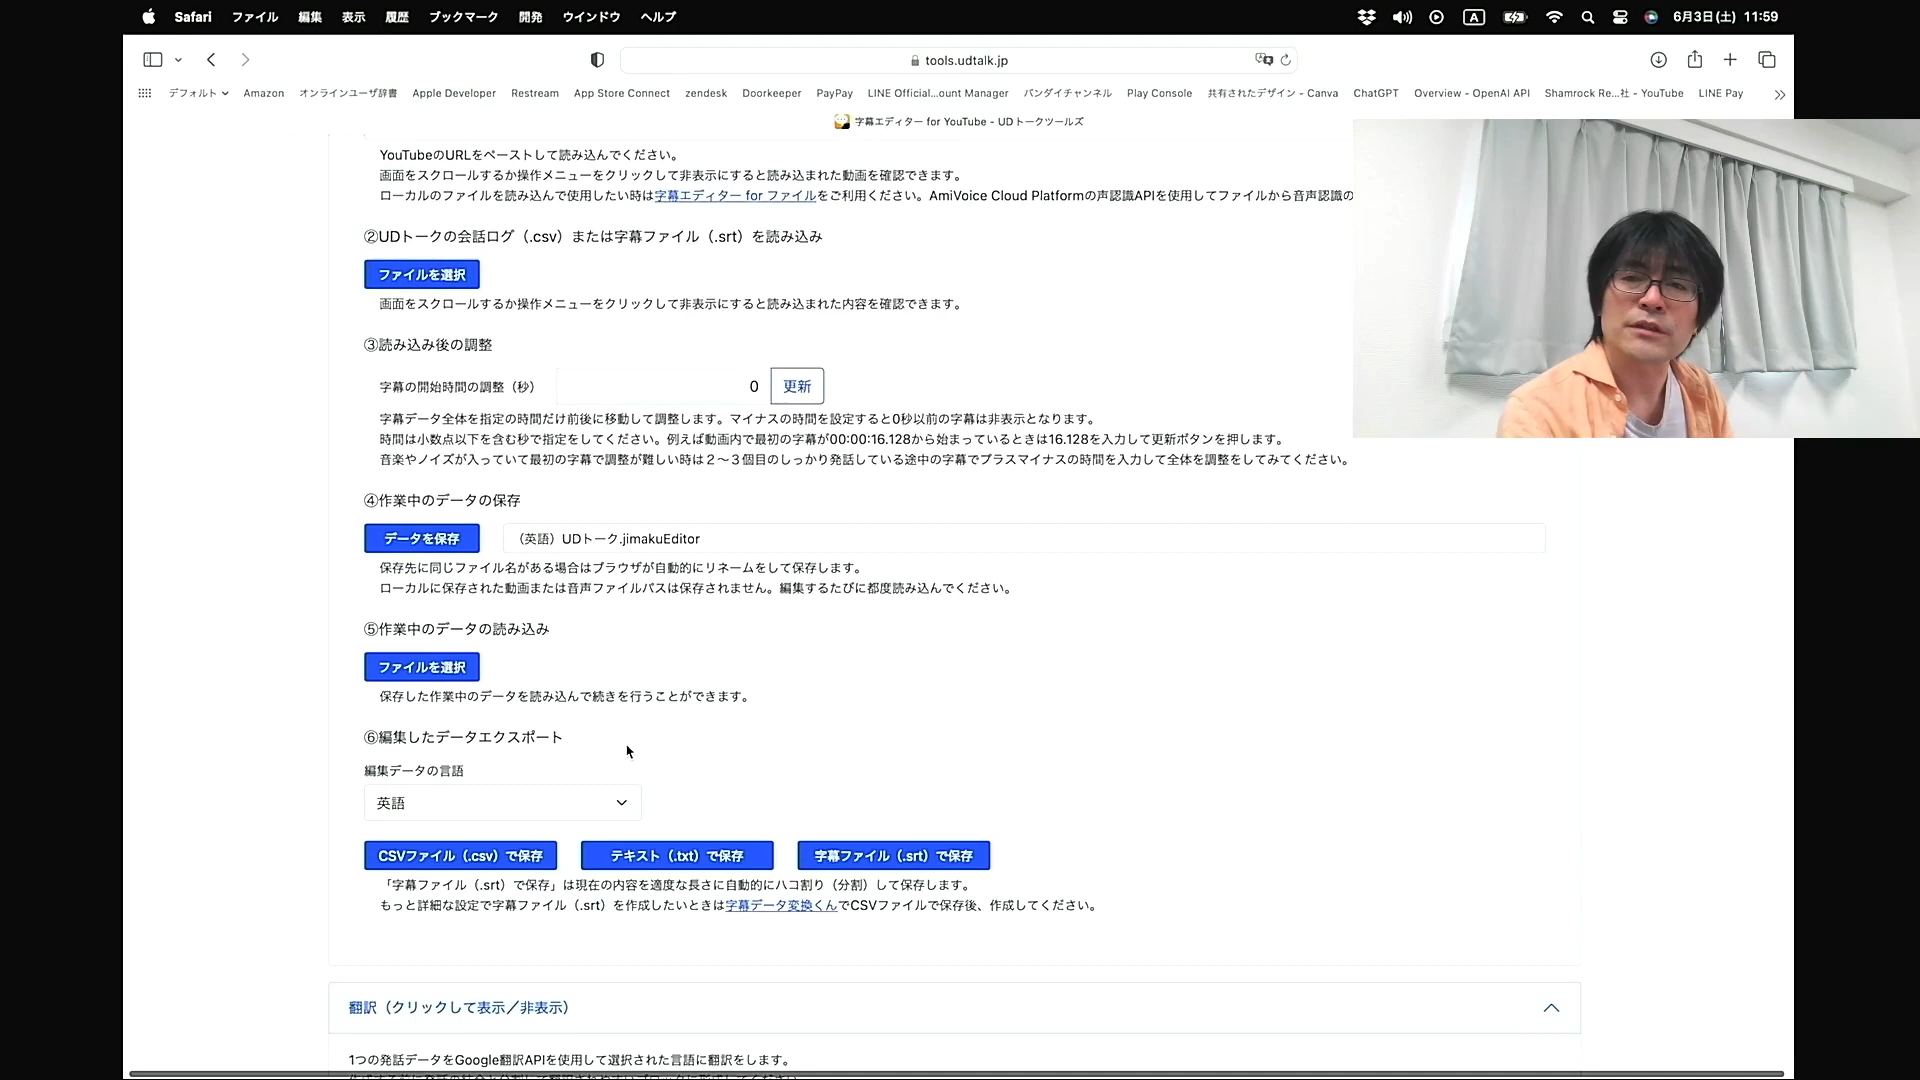 Safari ファイル 編集 表示 履歴 ブックマーク 開発 ウインドウ ヘルプ
A 6月3日(土) 11:59
tools.udtalk.jp
デフォルト Amazon オンラインユーザ辞書 Apple Developer Restream App Store Connect zendesk Doorkeeper PayPay LINE Official...ount Manager バンダイチャンネル Play Console 共有されたデザイン - Canva ChatGPT Overview - OpenAI API Shamrock Re...社 - YouTube LINE Pay
字幕エディター for YouTube - UDトークツールズ
YouTubeのURLをペーストして読み込んでください。
画面をスクロールするか操作メニューをクリックして非表示にすると読み込まれた動画を確認できます。
ローカルのファイルを読み込んで使用したい時は字幕エディター for ファイルをご利用ください。AmiVoice Cloud Platformの声認識APIを使用してファイルから音声認識の
②UDトークの会話ログ（.csv）または字幕ファイル（.srt）を読み込み
ファイルを選択
画面をスクロールするか操作メニューをクリックして非表示にすると読み込まれた内容を確認できます。
③読み込み後の調整
字幕の開始時間の調整（秒） 0 更新
字幕データ全体を指定の時間だけ前後に移動して調整します。マイナスの時間を設定すると0秒以前の字幕は非表示となります。
時間は小数点以下を含む秒で指定をしてください。例えば動画内で最初の字幕が00:00:16.128から始まっているときは16.128を入力して更新ボタンを押します。
音楽やノイズが入っていて最初の字幕で調整が難しい時は２〜３個目のしっかり発話している途中の字幕でプラスマイナスの時間を入力して全体を調整をしてみてください。
④作業中のデータの保存
データを保存 （英語）UDトーク.jimakuEditor
保存先に同じファイル名がある場合はブラウザが自動的にリネームをして保存します。
ローカルに保存された動画または音声ファイルパスは保存されません。編集するたびに都度読み込んでください。
⑤作業中のデータの読み込み
ファイルを選択
保存した作業中のデータを読み込んで続きを行うことができます。
⑥編集したデータエクスポート
編集データの言語
英語
CSVファイル（.csv）で保存 テキスト（.txt）で保存 字幕ファイル（.srt）で保存
「字幕ファイル（.srt）で保存」は現在の内容を適度な長さに自動的にハコ割り（分割）して保存します。
もっと詳細な設定で字幕ファイル（.srt）を作成したいときは字幕データ変換くんでCSVファイルで保存後、作成してください。
翻訳（クリックして表示／非表示）
1つの発話データをGoogle翻訳APIを使用して選択された言語に翻訳をします。